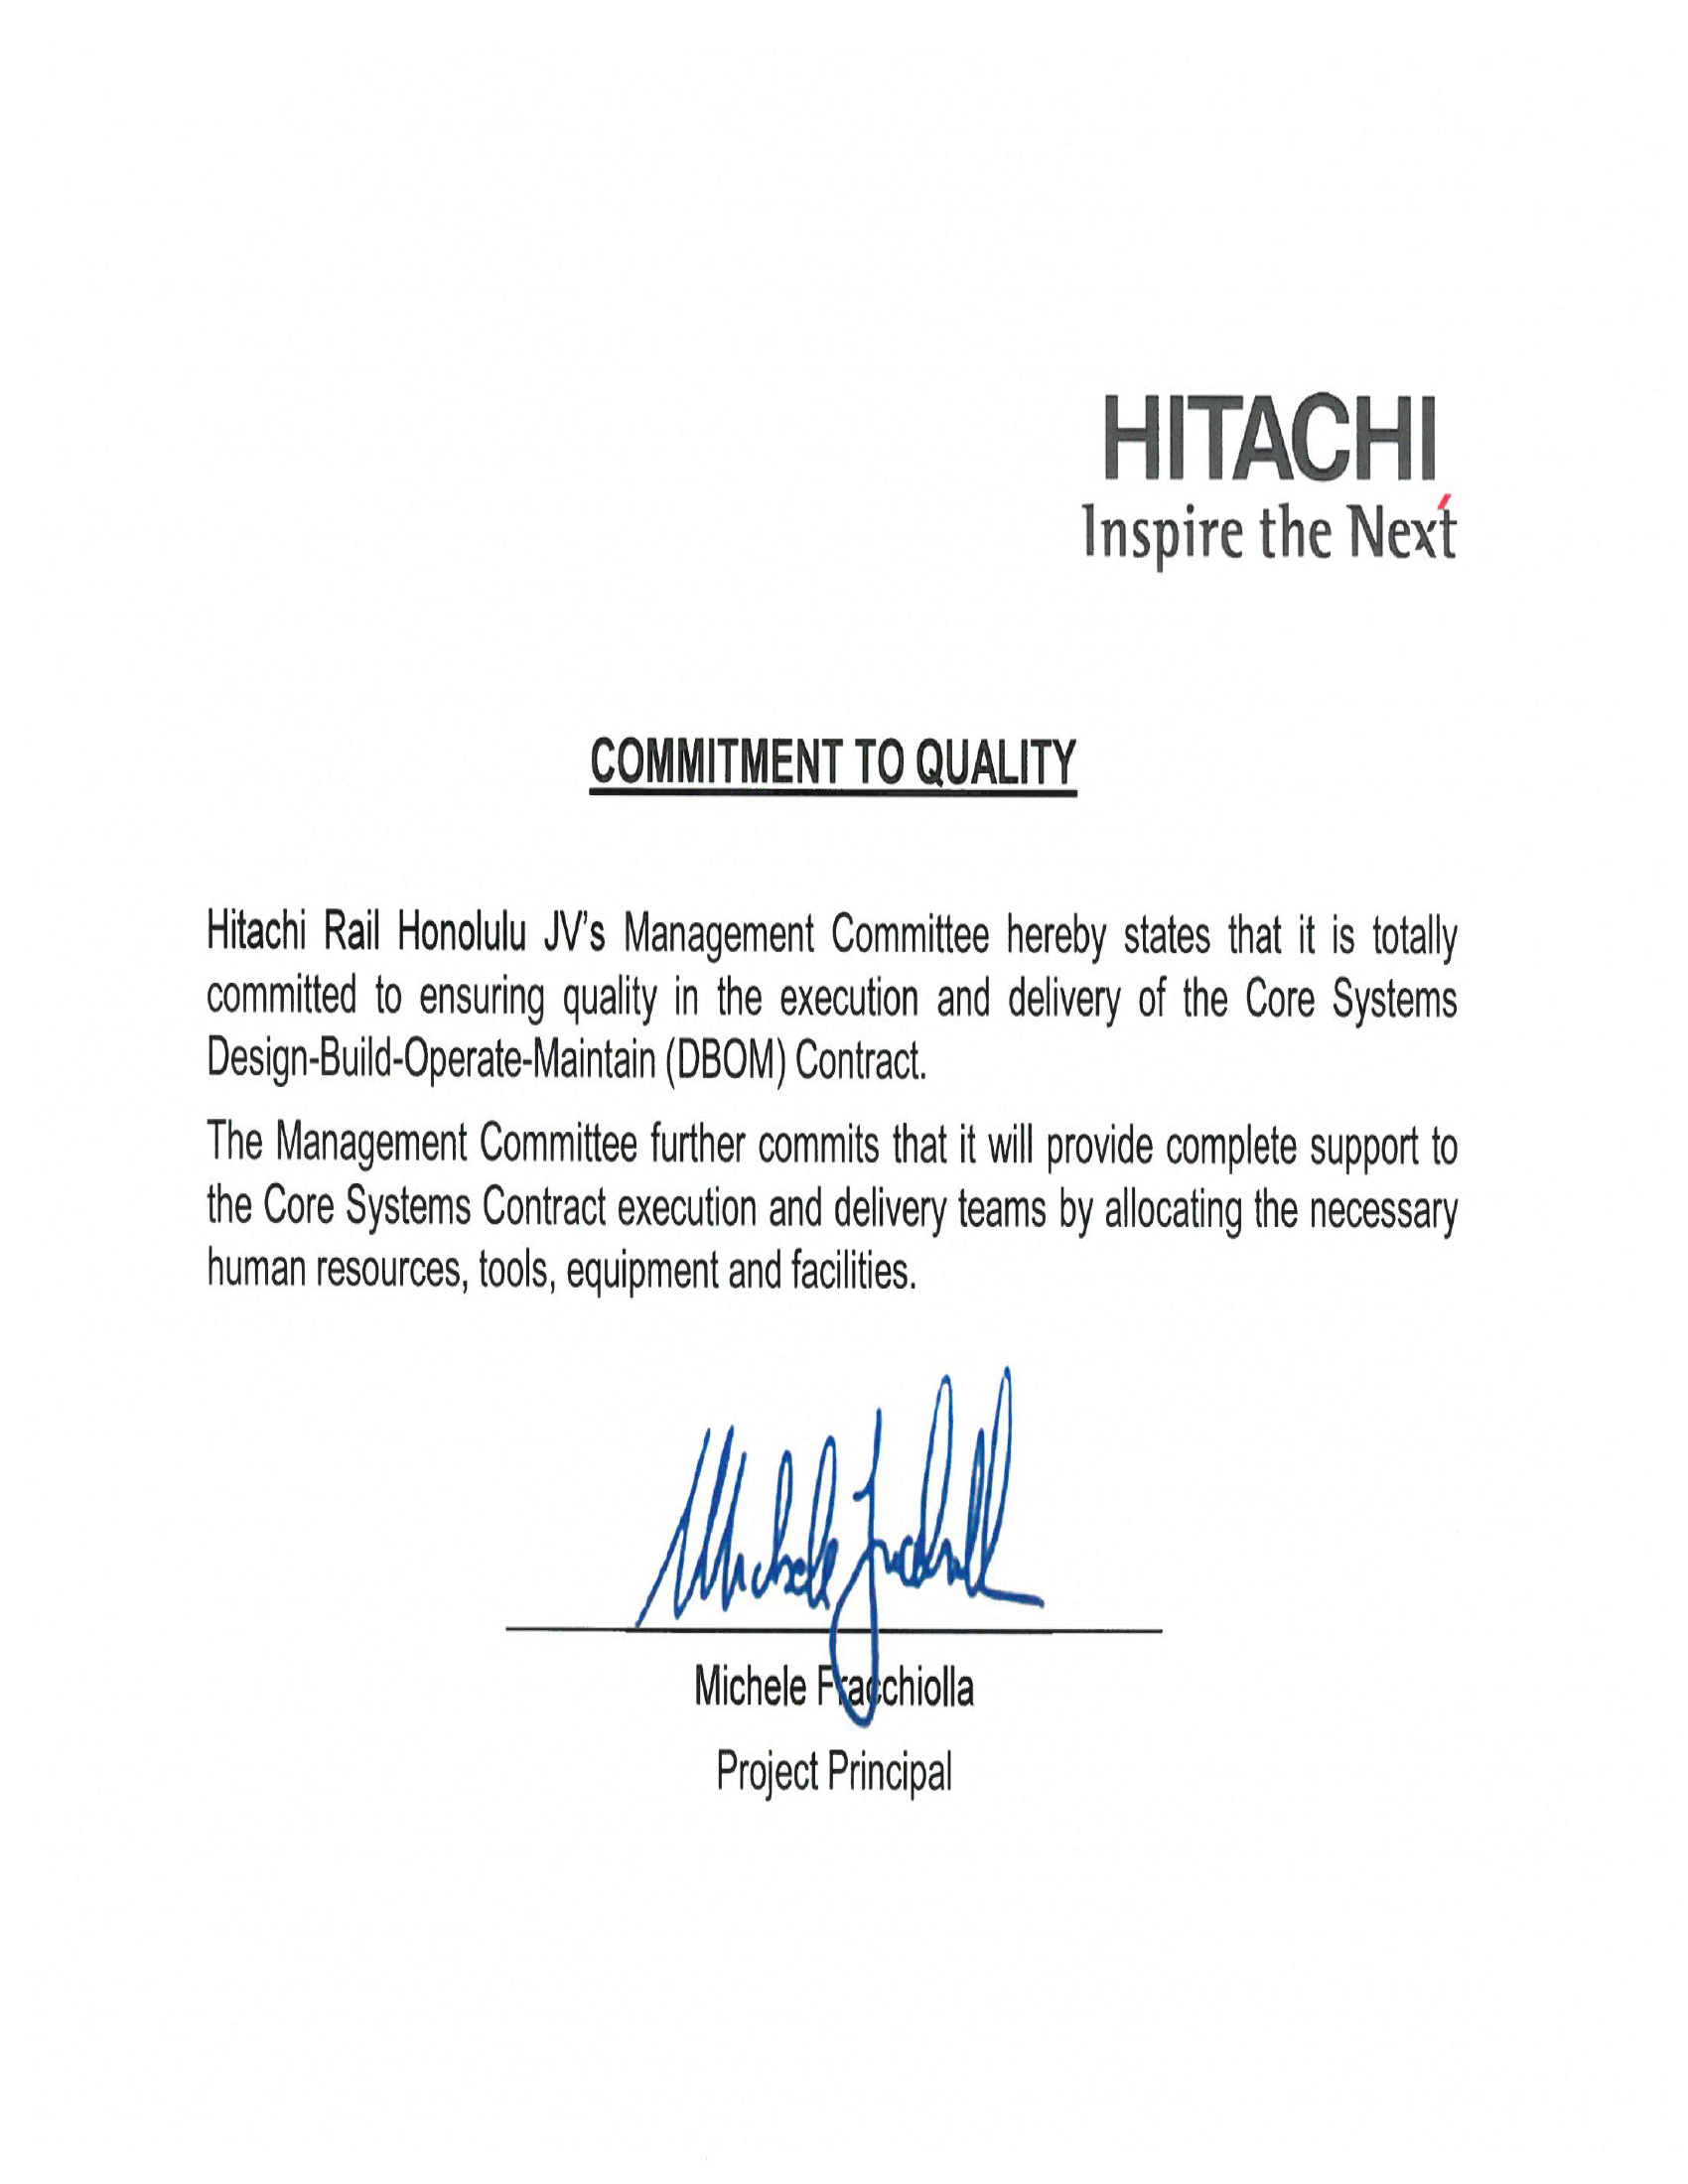 HITACHI
Inspire the Next
COMMITMENT TO QUALITY
Hitachi Rail Honolulu JV's Management Committee hereby states that it is totally
committed to ensuring quality in the execution and delivery of the Core Systems
Design-Build-Operate-Maintain (DBOM) Contract.
The Management Committee further commits that it will provide complete support to
the Core Systems Contract execution and delivery teams by allocating the necessary
human resources, tools, equipment and facilities.
Michele Fracchiolla
Project Principal